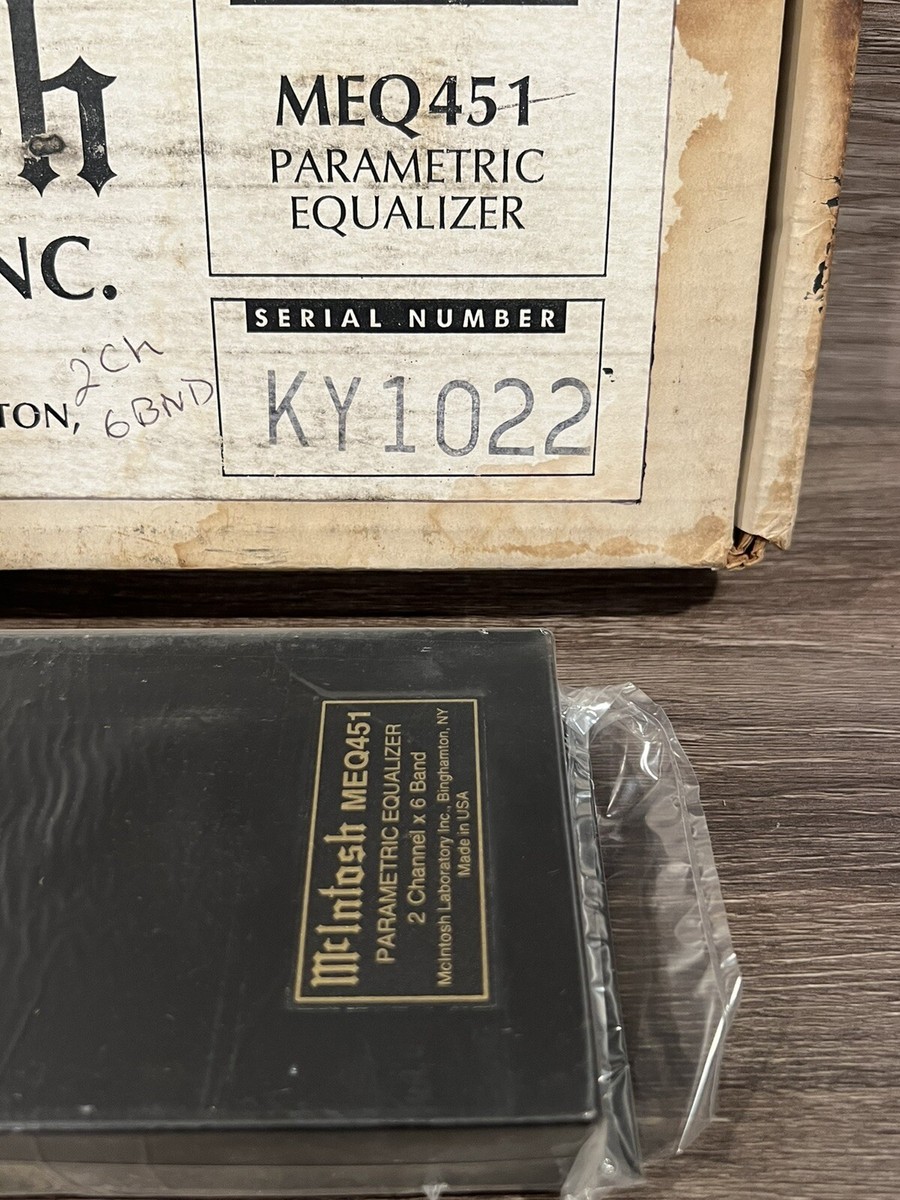 h
NC.
MEQ451
PARAMETRIC
EQUALIZER
SERIAL NUMBER
KY1022
TON,
2Ch
6BND
McIntosh MEQ451
PARAMETRIC EQUALIZER
2 Channel x 6 Band
McIntosh Laboratory Inc., Binghamton, NY
Made in USA